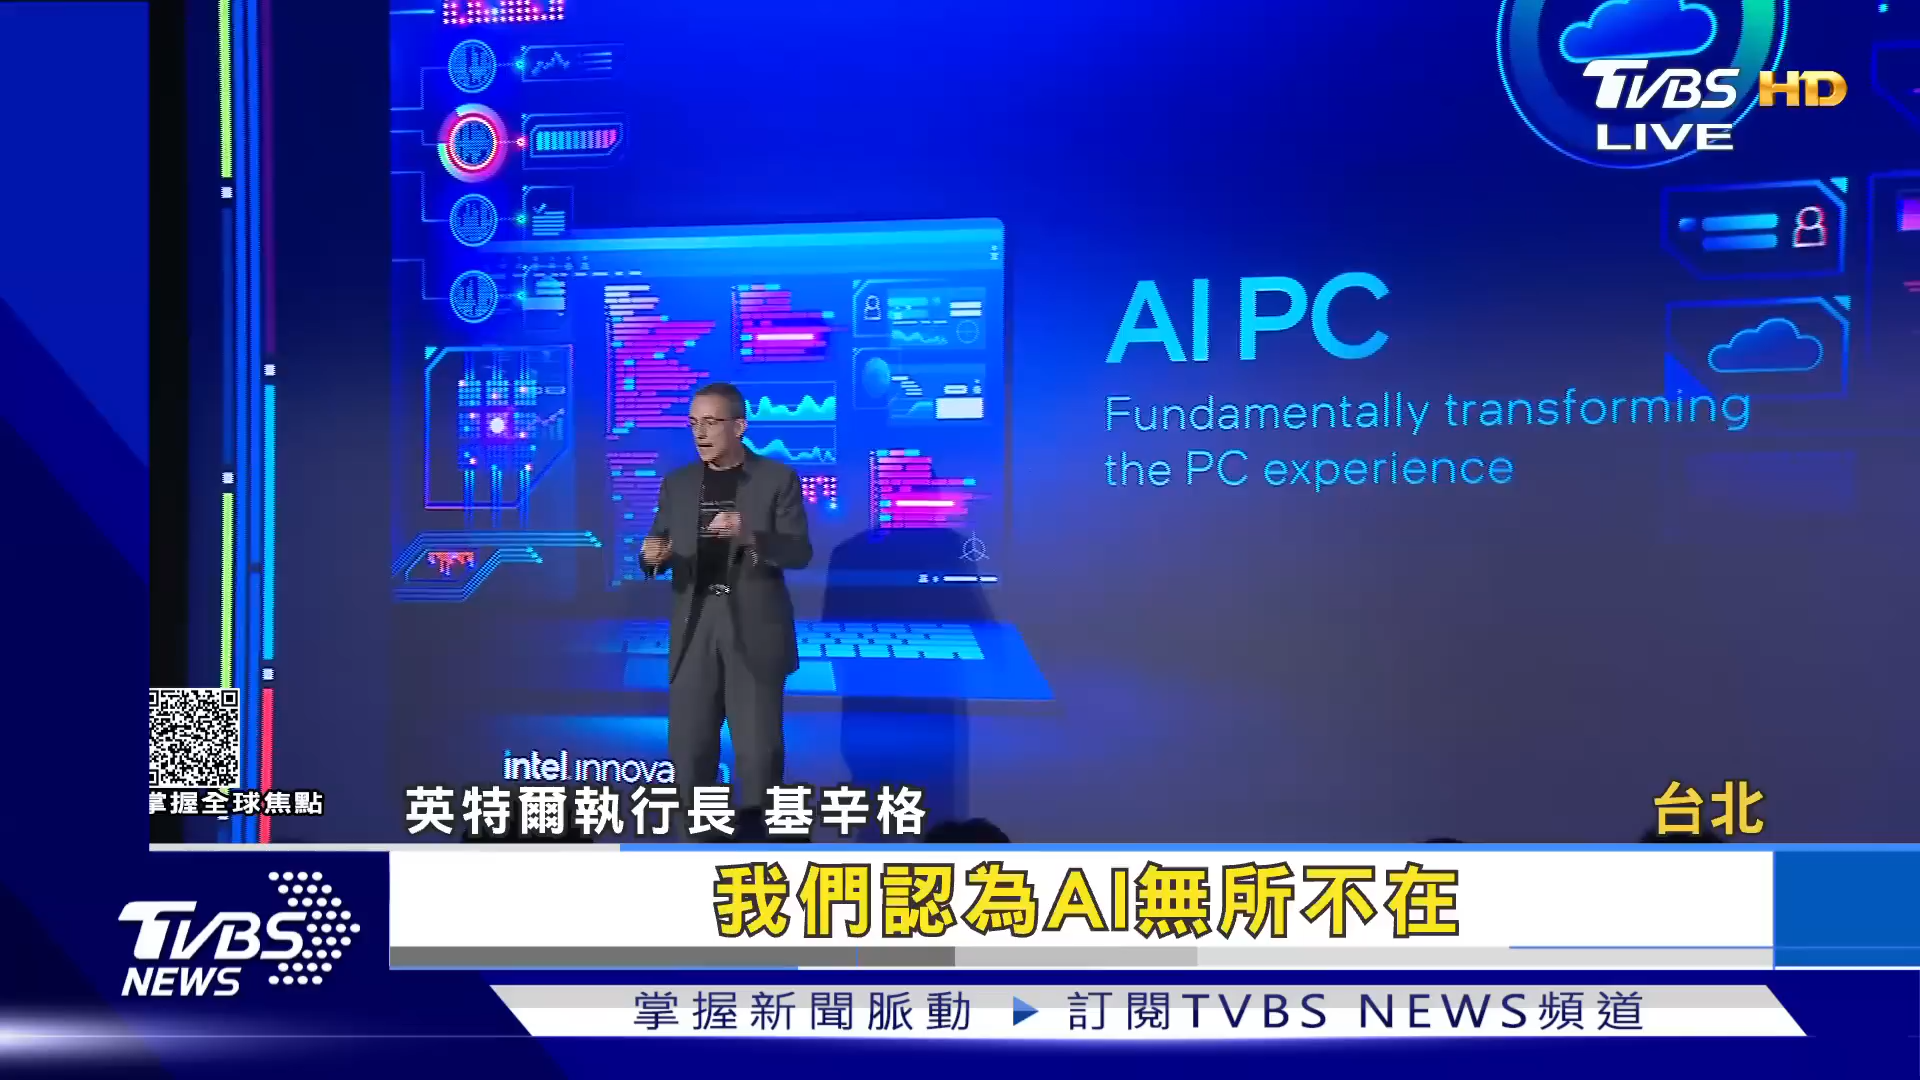 TVBS HD
LIVE
AI PC
Fundamentally transforming
the PC experience
intel innova
掌握全球焦點
英特爾執行長 基辛格
台北
我們認為AI無所不在
TVBS
NEWS
掌握新聞脈動 ▶ 訂閱TVBS NEWS頻道